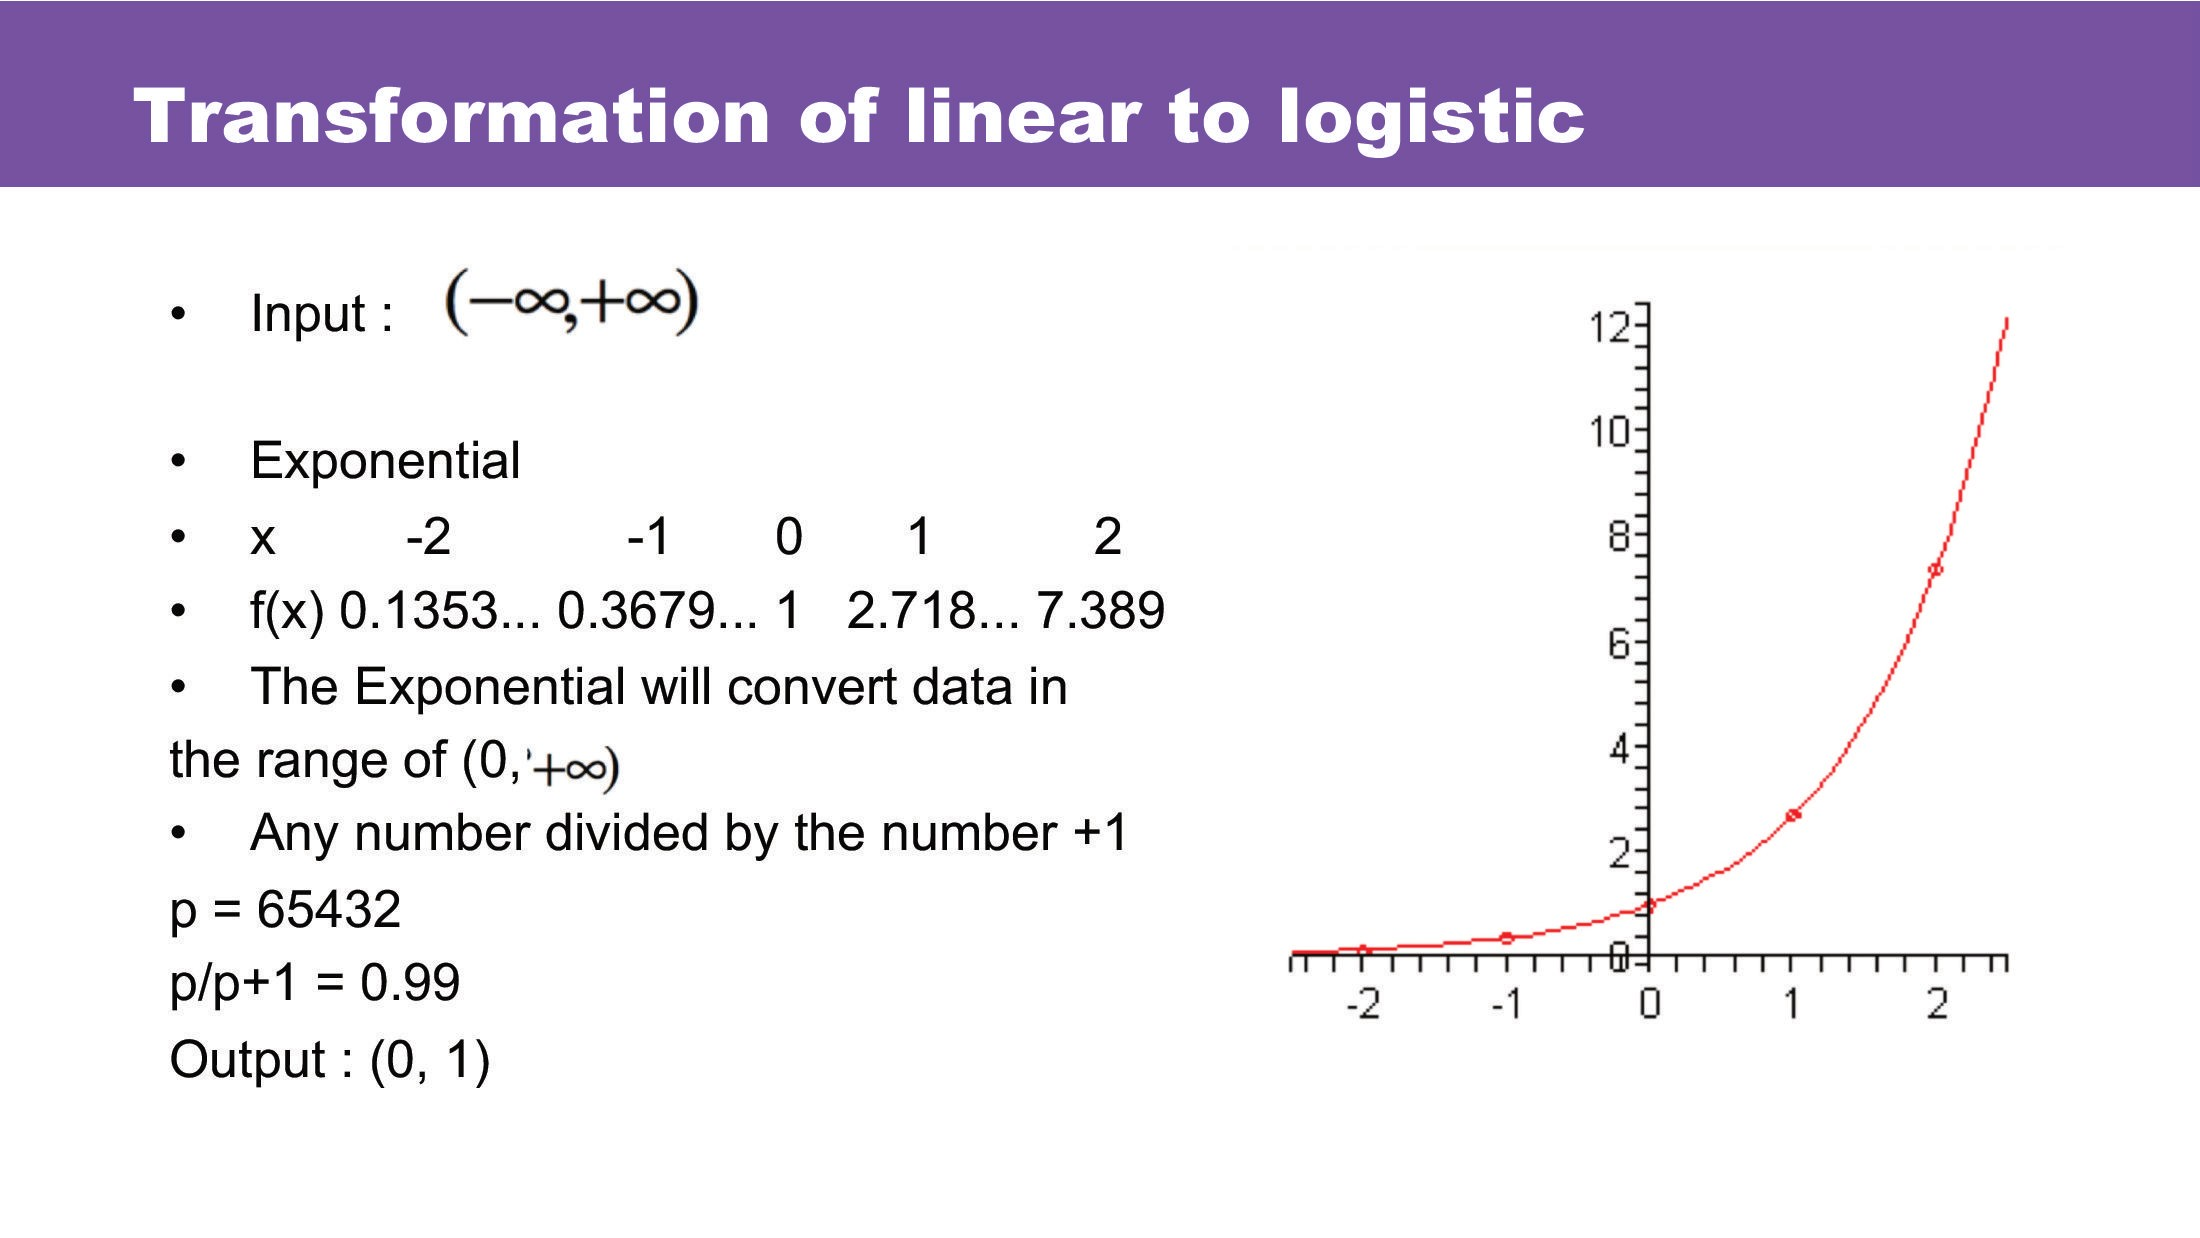 Transformation of linear to logistic
• Input : (−∞,+∞)
• Exponential
• x -2 -1 0 1 2
• f(x) 0.1353... 0.3679... 1 2.718... 7.389
• The Exponential will convert data in
the range of (0,'+∞)
• Any number divided by the number +1
p = 65432
p/p+1 = 0.99
Output : (0, 1)
12
10
8
6
4
2
0
-2 -1 0 1 2